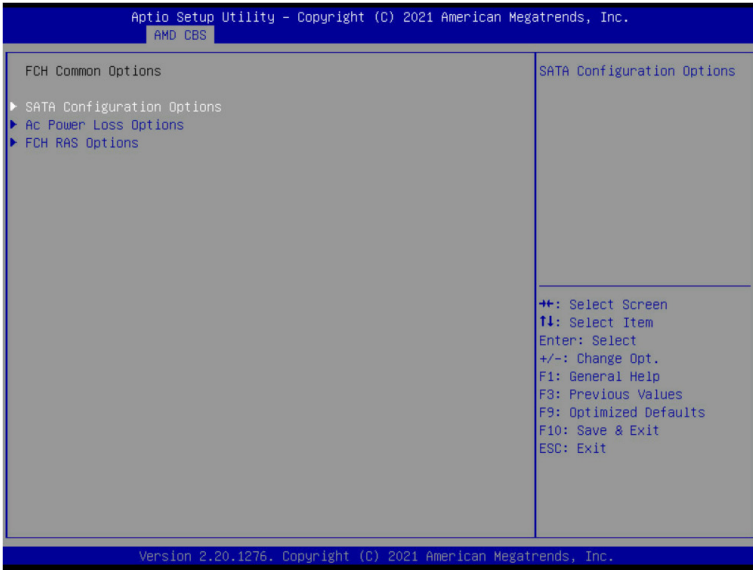 Aptio Setup Utility – Copyright (C) 2021 American Megatrends, Inc.
AMD CBS
FCH Common Options
SATA Configuration Options
Ac Power Loss Options
FCH RAS Options
SATA Configuration Options
→←: Select Screen
↑↓: Select Item
Enter: Select
+/-: Change Opt.
F1: General Help
F3: Previous Values
F9: Optimized Defaults
F10: Save & Exit
ESC: Exit
Version 2.20.1276. Copyright (C) 2021 American Megatrends, Inc.